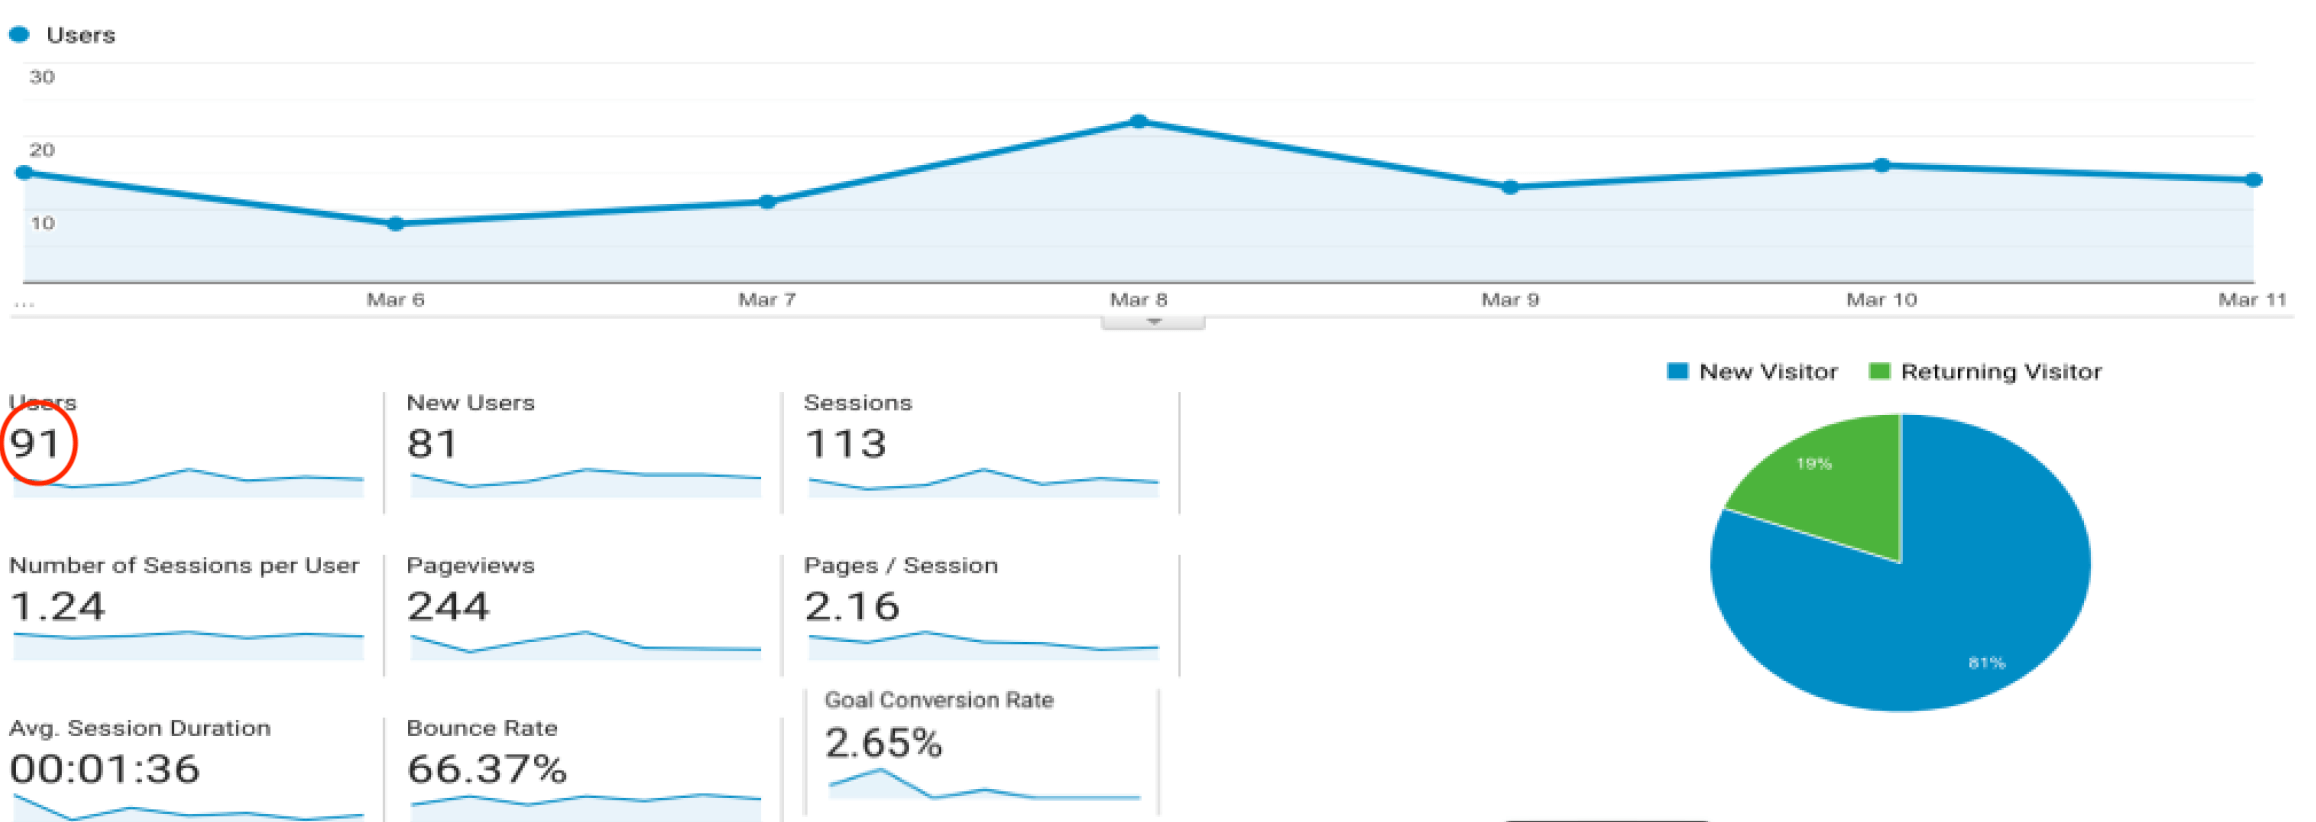 Users
30
20
10
...
Mar 6
Mar 7
Mar 8
Mar 9
Mar 10
Mar 11
New Visitor
Returning Visitor
Users
91
New Users
81
Sessions
113
19%
81%
Number of Sessions per User
1.24
Pageviews
244
Pages / Session
2.16
Avg. Session Duration
00:01:36
Bounce Rate
66.37%
Goal Conversion Rate
2.65%